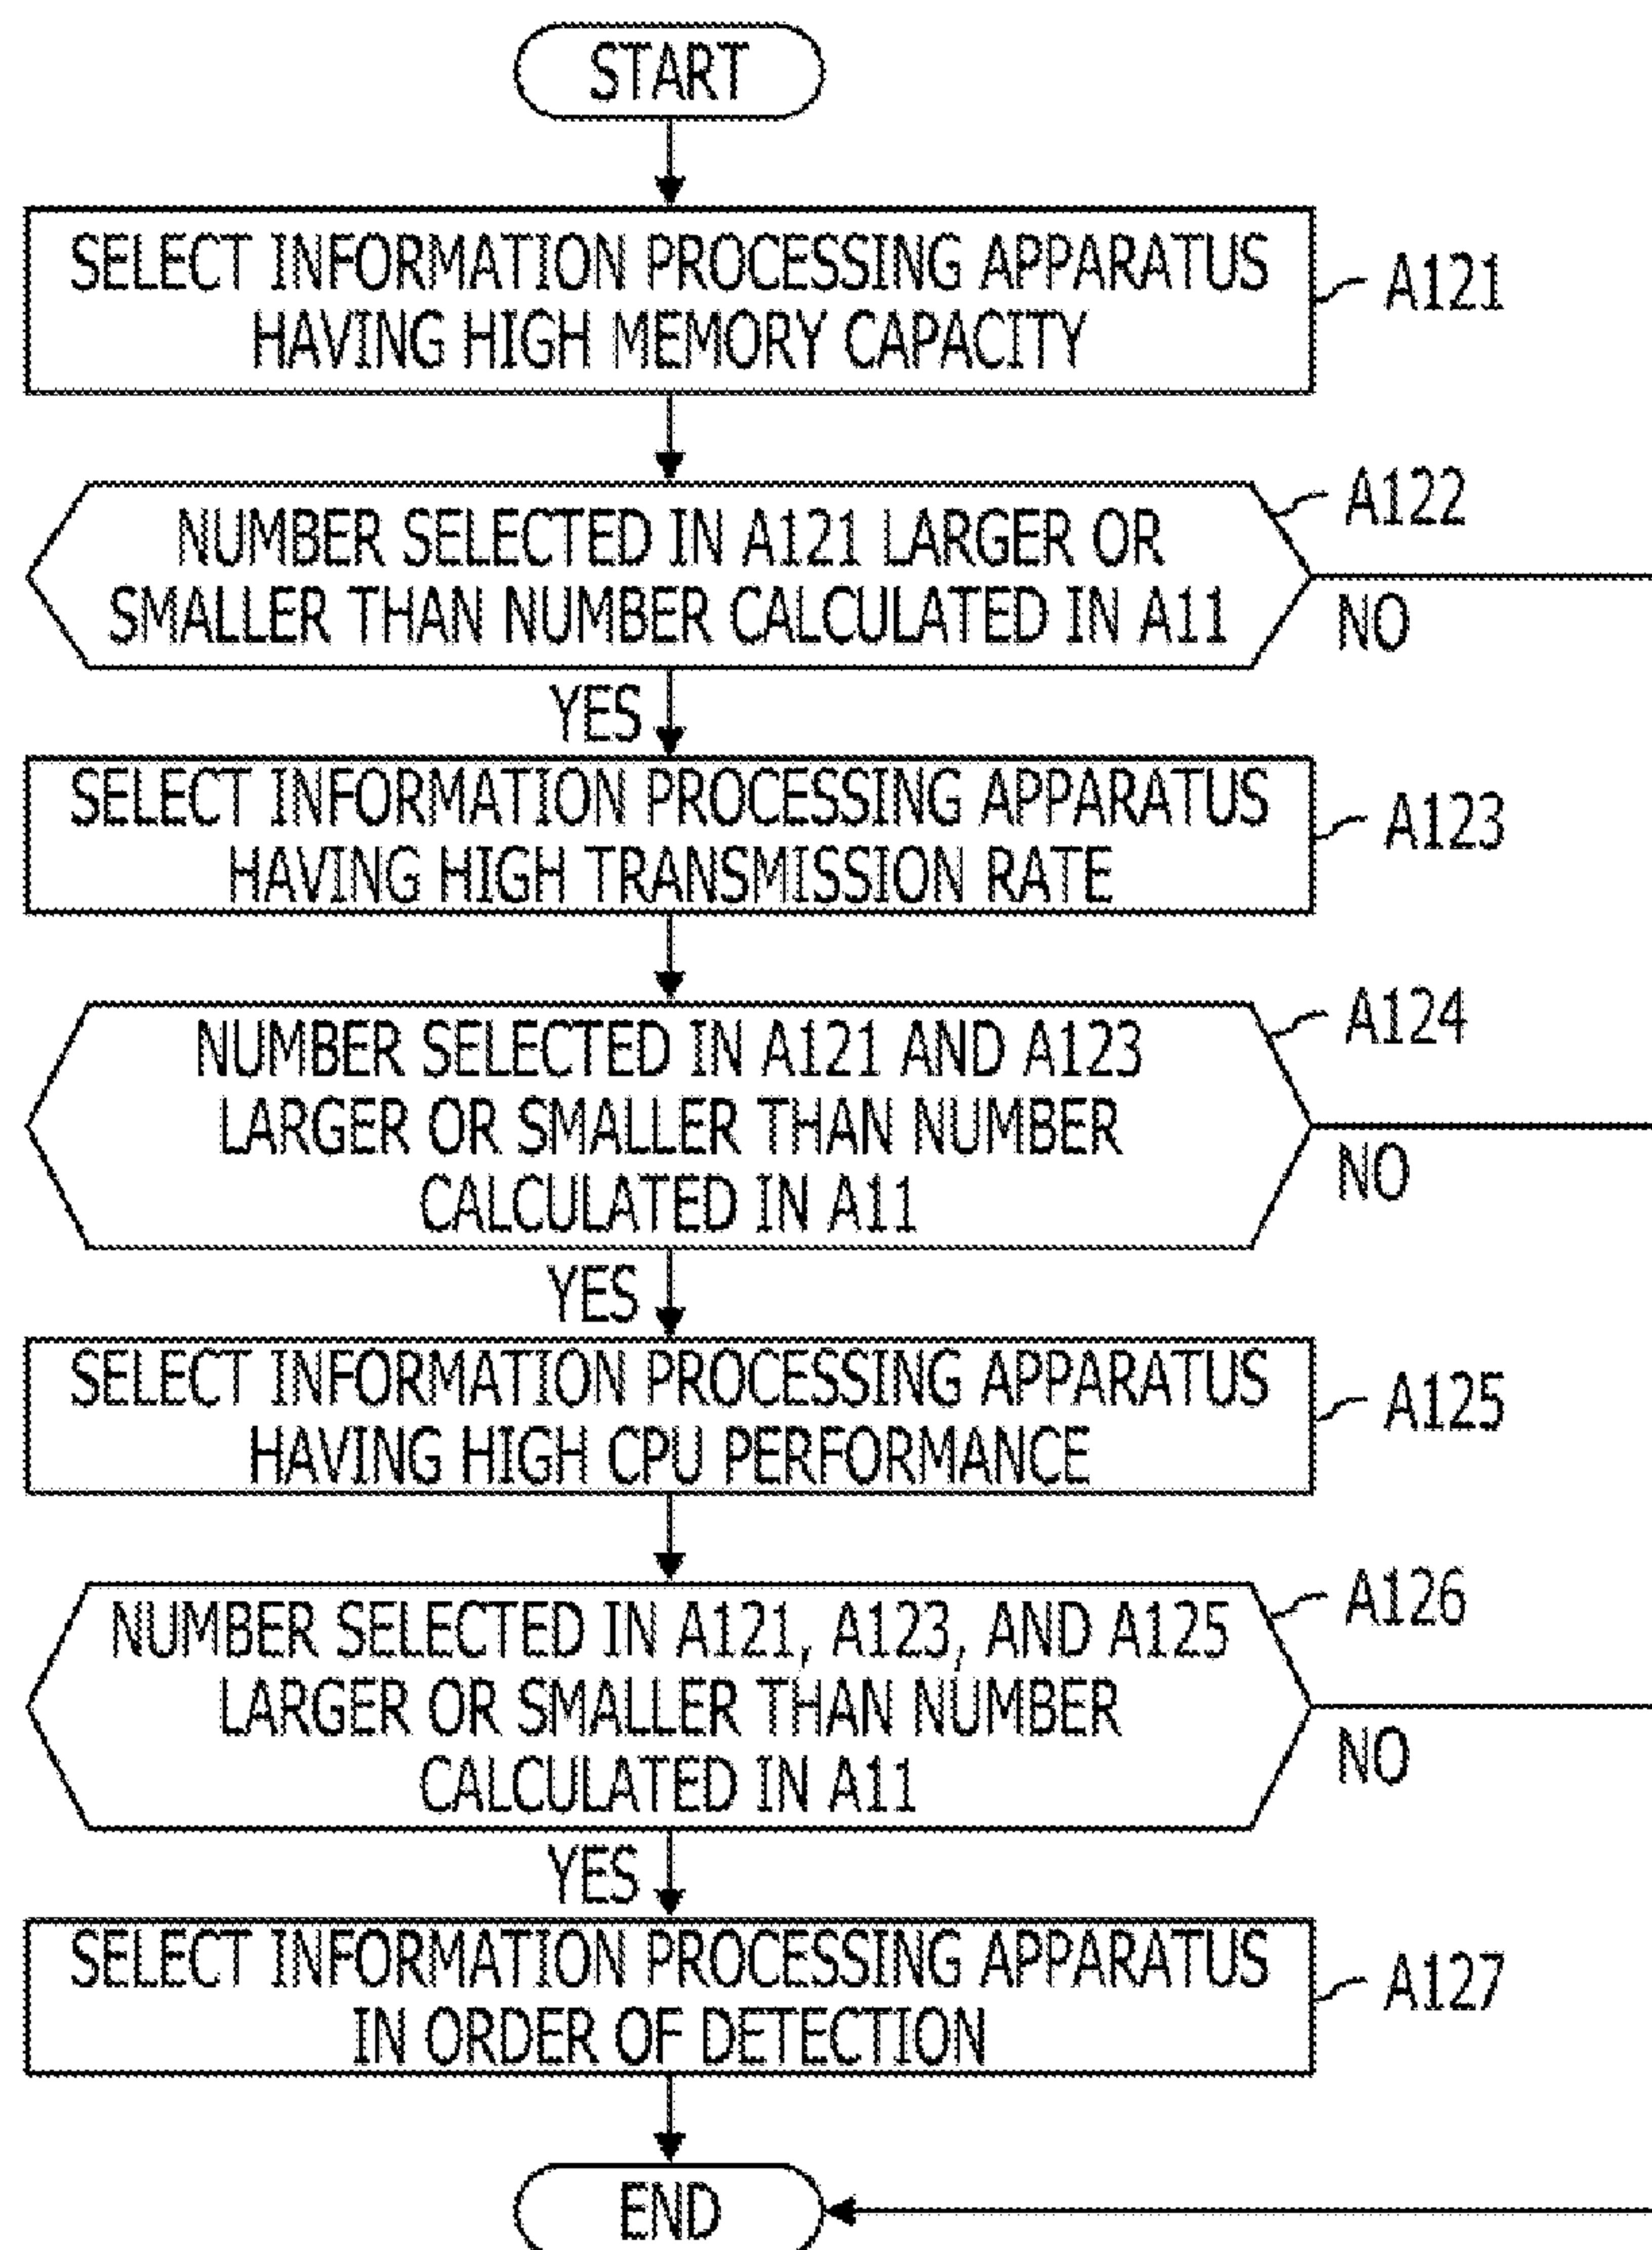 START
SELECT INFORMATION PROCESSING APPARATUS
HAVING HIGH MEMORY CAPACITY
A121
NUMBER SELECTED IN A121 LARGER OR
SMALLER THAN NUMBER CALCULATED IN A11
A122
NO
YES
SELECT INFORMATION PROCESSING APPARATUS
HAVING HIGH TRANSMISSION RATE
A123
NUMBER SELECTED IN A121 AND A123
LARGER OR SMALLER THAN NUMBER
CALCULATED IN A11
A124
NO
YES
SELECT INFORMATION PROCESSING APPARATUS
HAVING HIGH CPU PERFORMANCE
A125
NUMBER SELECTED IN A121, A123, AND A125
LARGER OR SMALLER THAN NUMBER
CALCULATED IN A11
A126
NO
YES
SELECT INFORMATION PROCESSING APPARATUS
IN ORDER OF DETECTION
A127
END